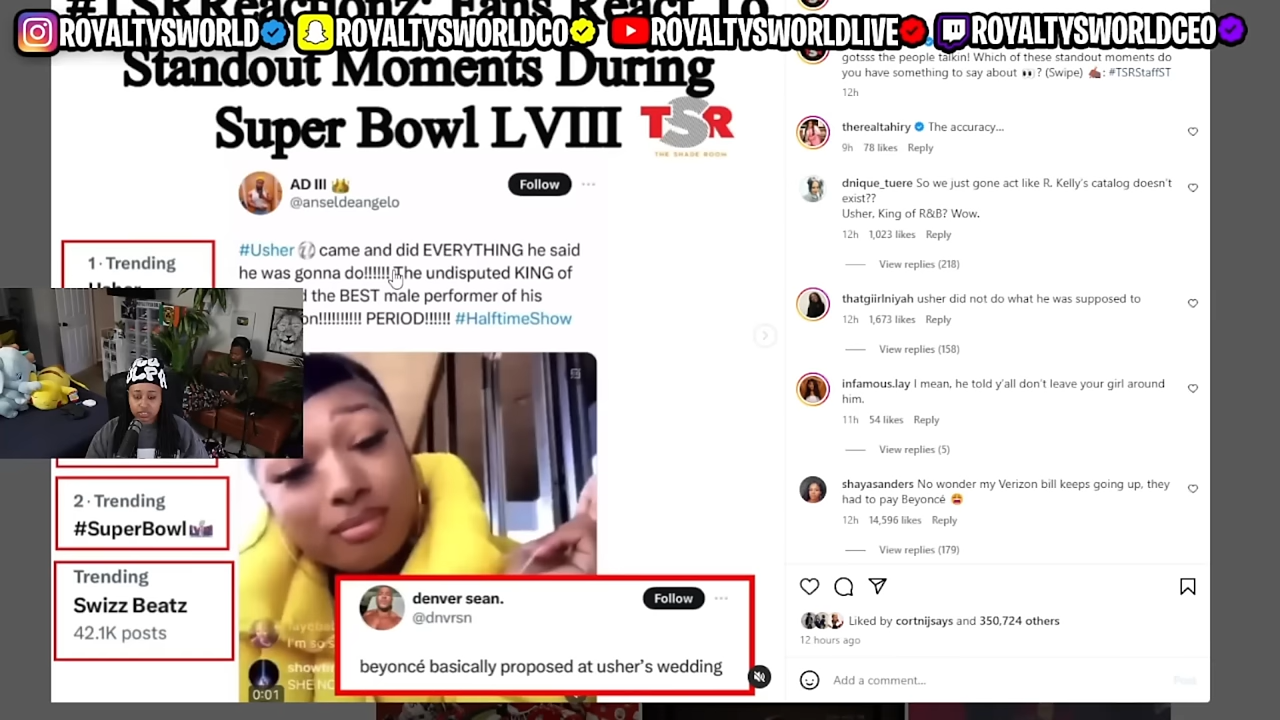 #TSRReactionz: Fans React To
ROYALTYSWORLD ROYALTYSWORLDCO ROYALTYSWORLDLIVE ROYALTYSWORLDCEO
Standout Moments During
Super Bowl LVIII TSR
THE SHADE ROOM
AD III
@anseldeangelo
Follow
#Usher came and did EVERYTHING he said
he was gonna do!!!!!! The undisputed KING of
the BEST male performer of his
on!!!!!!!!!! PERIOD!!!!!! #HalftimeShow
1 · Trending
2 · Trending
#SuperBowl
Trending
Swizz Beatz
42.1K posts
I'm so
0:01
denver sean.
@dnvrsn
Follow
beyoncé basically proposed at usher's wedding
gotsss the people talkin! Which of these standout moments do
you have something to say about 👀? (Swipe) ✍🏾: #TSRStaffST
12h
therealtahiry The accuracy...
9h 78 likes Reply
dnique_tuere So we just gone act like R. Kelly's catalog doesn't
exist??
Usher, King of R&B? Wow.
12h 1,023 likes Reply
View replies (218)
thatgiirlniyah usher did not do what he was supposed to
12h 1,673 likes Reply
View replies (158)
infamous.lay I mean, he told y'all don't leave your girl around
him.
11h 54 likes Reply
View replies (5)
shayasanders No wonder my Verizon bill keeps going up, they
had to pay Beyoncé 😩
12h 14,596 likes Reply
View replies (179)
Liked by cortnijsays and 350,724 others
12 hours ago
Add a comment...
Post